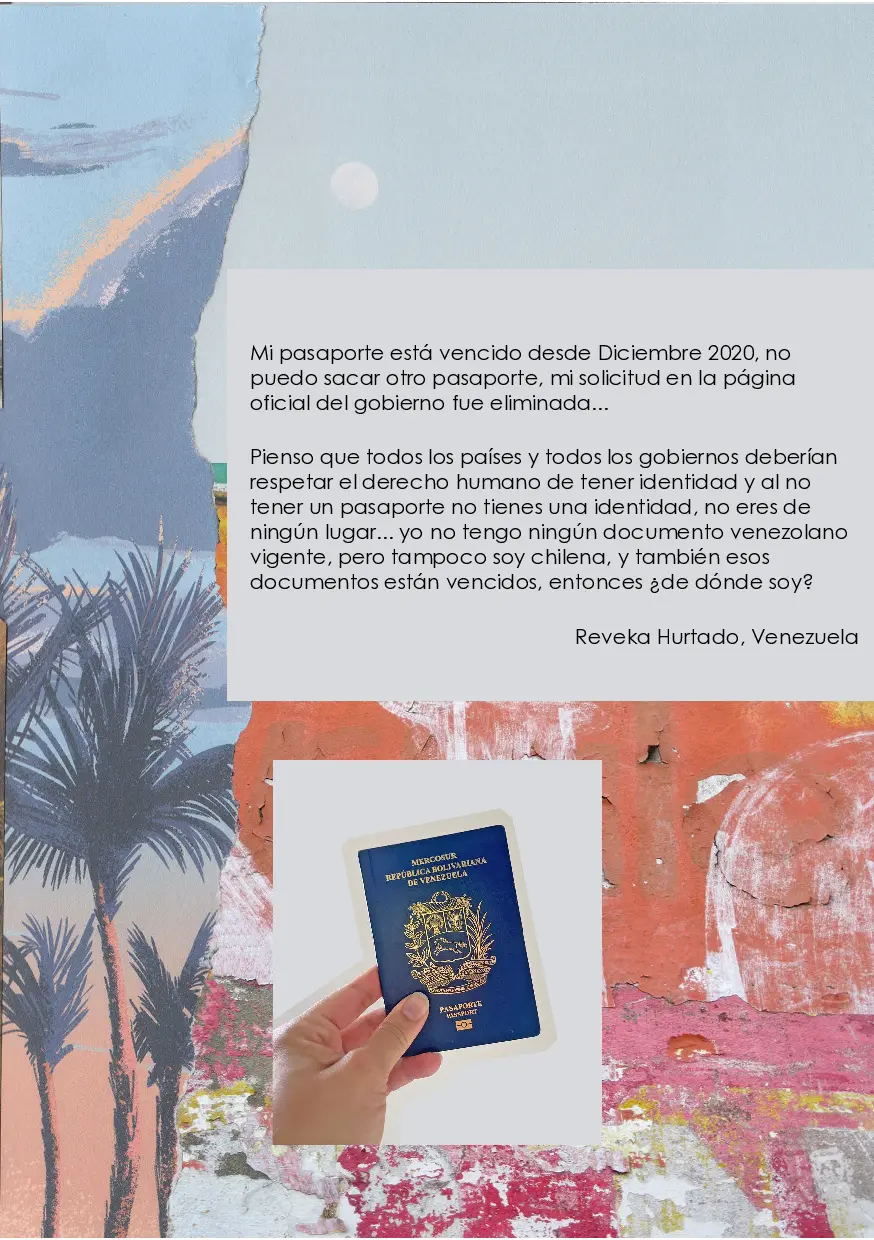 Mi pasaporte está vencido desde Diciembre 2020, no
puedo sacar otro pasaporte, mi solicitud en la página
oficial del gobierno fue eliminada...
Pienso que todos los países y todos los gobiernos deberían
respetar el derecho humano de tener identidad y al no
tener un pasaporte no tienes una identidad, no eres de
ningún lugar... yo no tengo ningún documento venezolano
vigente, pero tampoco soy chilena, y también esos
documentos están vencidos, entonces ¿de dónde soy?
Reveka Hurtado, Venezuela
MERCOSUR
REPÚBLICA BOLIVARIANA
DE VENEZUELA
PASAPORTE
PASSPORT